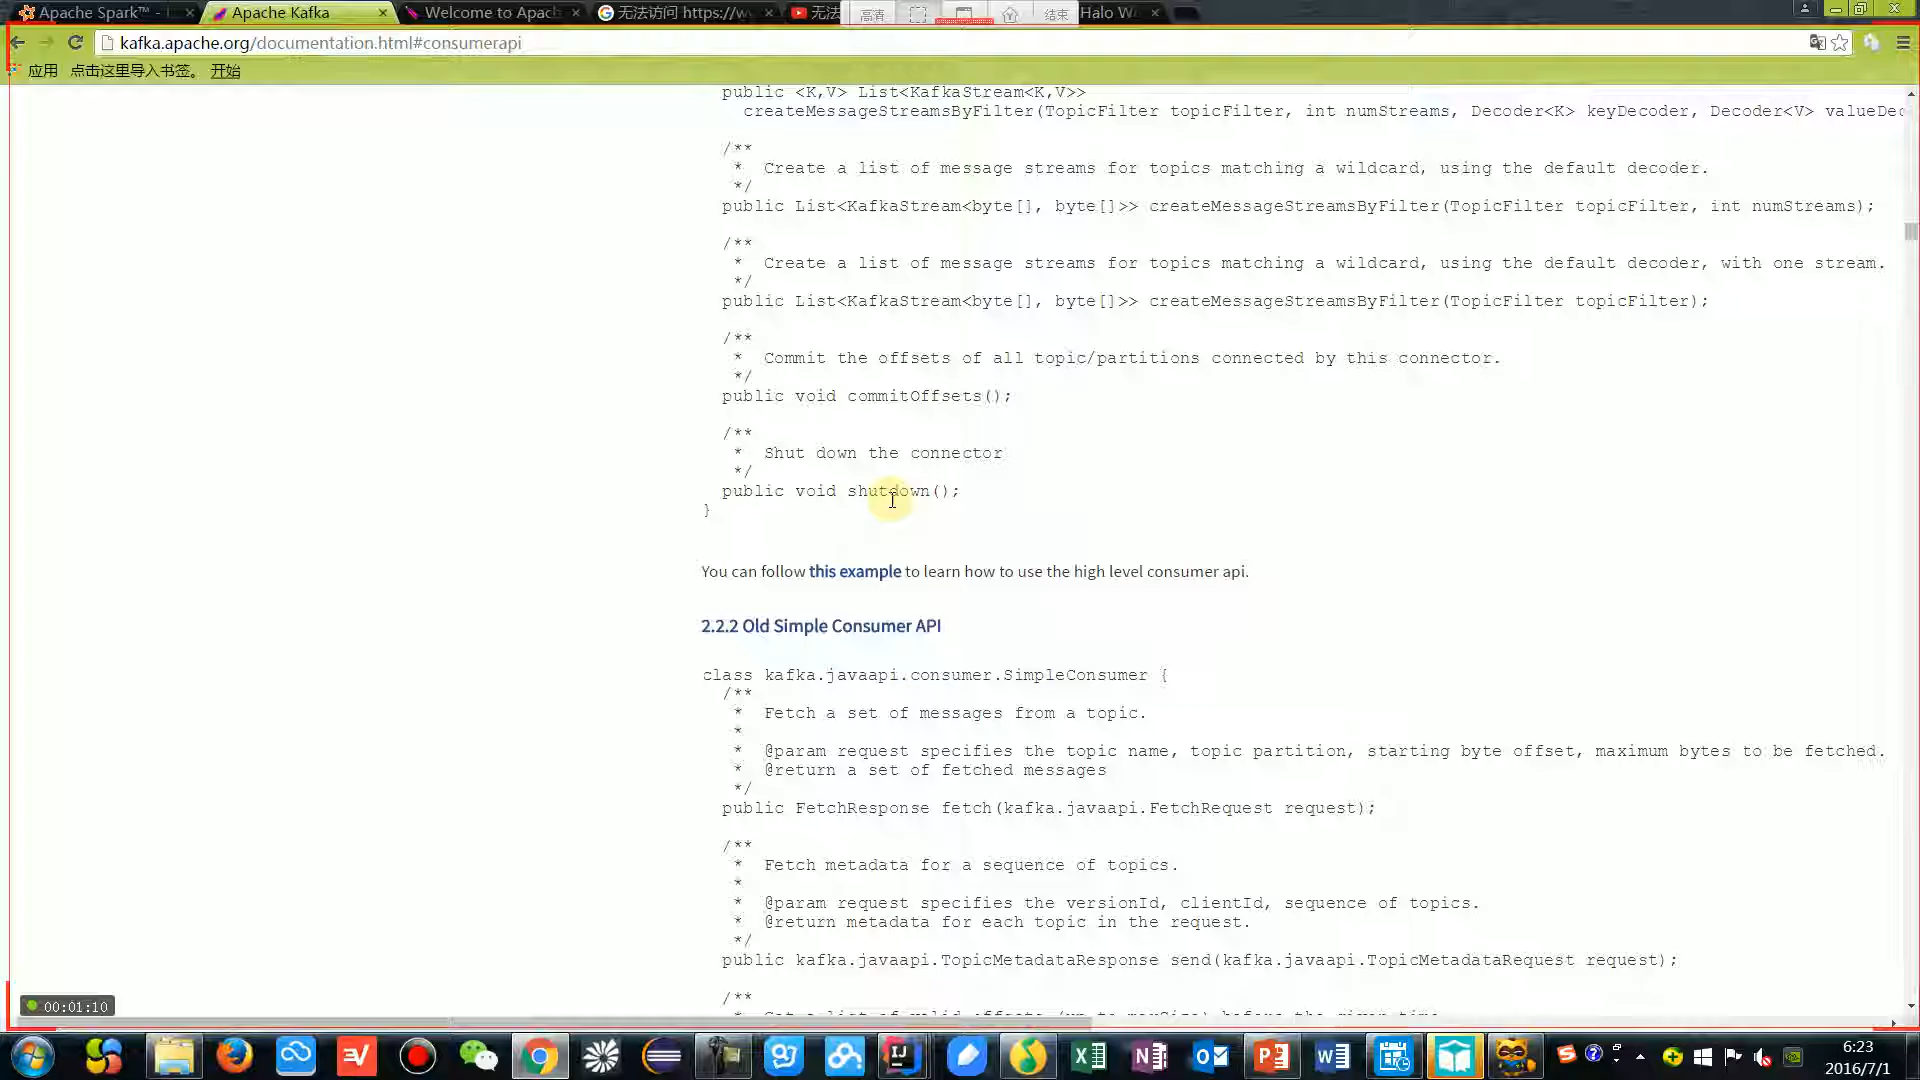 Apache Spark™ -
Apache Kafka
Welcome to Apach
无法访问 https://w
无法
高清
结束
Halo W
kafka.apache.org/documentation.html#consumerapi
应用 点击这里导入书签。 开始
public <K,V> List<KafkaStream<K,V>>
createMessageStreamsByFilter(TopicFilter topicFilter, int numStreams, Decoder<K> keyDecoder, Decoder<V> valueDec
/**
* Create a list of message streams for topics matching a wildcard, using the default decoder.
*/
public List<KafkaStream<byte[], byte[]>> createMessageStreamsByFilter(TopicFilter topicFilter, int numStreams);
/**
* Create a list of message streams for topics matching a wildcard, using the default decoder, with one stream.
*/
public List<KafkaStream<byte[], byte[]>> createMessageStreamsByFilter(TopicFilter topicFilter);
/**
* Commit the offsets of all topic/partitions connected by this connector.
*/
public void commitOffsets();
/**
* Shut down the connector
*/
public void shutdown();
}
You can follow this example to learn how to use the high level consumer api.
2.2.2 Old Simple Consumer API
class kafka.javaapi.consumer.SimpleConsumer {
/**
* Fetch a set of messages from a topic.
*
* @param request specifies the topic name, topic partition, starting byte offset, maximum bytes to be fetched.
* @return a set of fetched messages
*/
public FetchResponse fetch(kafka.javaapi.FetchRequest request);
/**
* Fetch metadata for a sequence of topics.
*
* @param request specifies the versionId, clientId, sequence of topics.
* @return metadata for each topic in the request.
*/
public kafka.javaapi.TopicMetadataResponse send(kafka.javaapi.TopicMetadataRequest request);
/**
00:01:10
6:23
2016/7/1